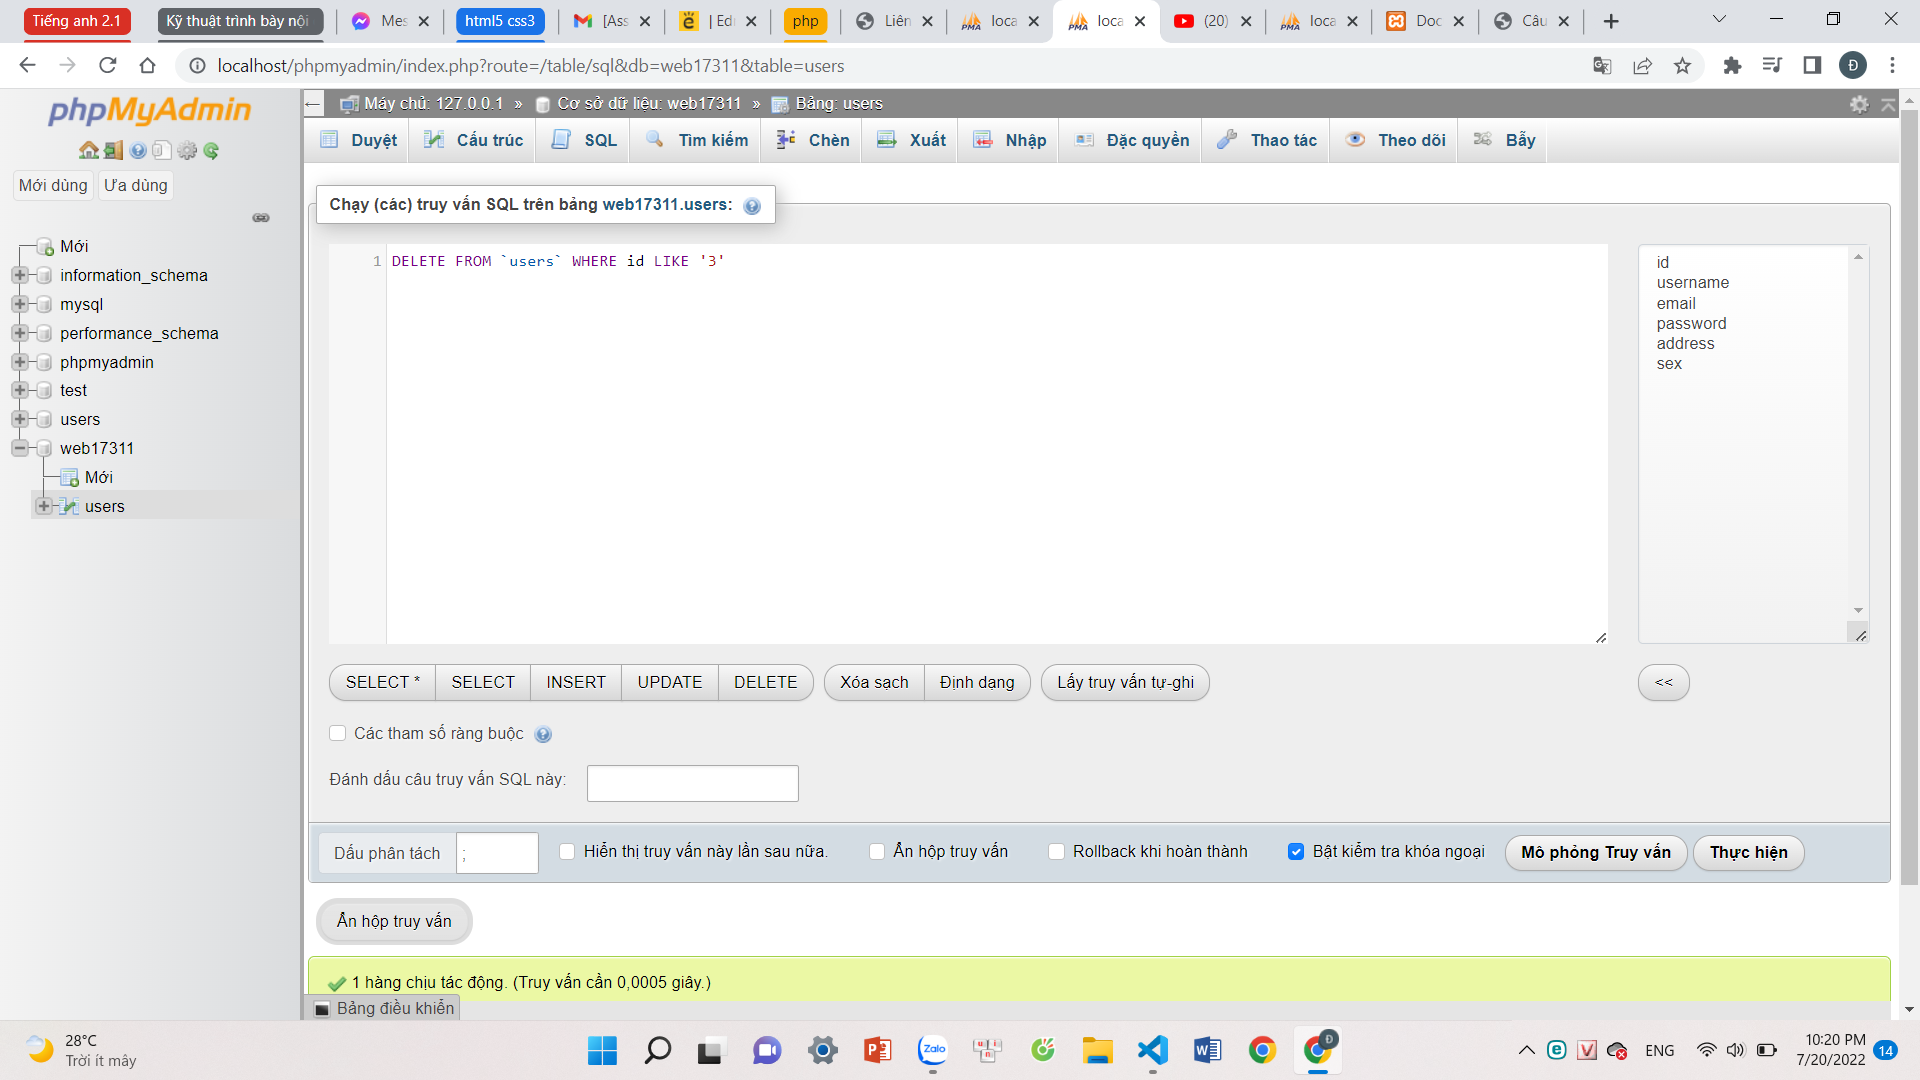 Tiếng anh 2.1
Kỹ thuật trình bày nội
Mes
html5 css3
[Ass
| Edu
php
Liên
loca
loca
(20)
loca
Doc
Câu
localhost/phpmyadmin/index.php?route=/table/sql&db=web17311&table=users
Đ
phpMyAdmin
Mới dùng
Ưa dùng
Mới
information_schema
mysql
performance_schema
phpmyadmin
test
users
web17311
Mới
users
Máy chủ: 127.0.0.1 » Cơ sở dữ liệu: web17311 » Bảng: users
Duyệt
Cấu trúc
SQL
Tìm kiếm
Chèn
Xuất
Nhập
Đặc quyền
Thao tác
Theo dõi
Bẫy
Chạy (các) truy vấn SQL trên bảng web17311.users:
1 DELETE FROM `users` WHERE id LIKE '3'
id
username
email
password
address
sex
SELECT *
SELECT
INSERT
UPDATE
DELETE
Xóa sạch
Định dạng
Lấy truy vấn tự-ghi
<<
Các tham số ràng buộc
Đánh dấu câu truy vấn SQL này:
Dấu phân tách
;
Hiển thị truy vấn này lần sau nữa.
Ẩn hộp truy vấn
Rollback khi hoàn thành
Bật kiểm tra khóa ngoại
Mô phỏng Truy vấn
Thực hiện
Ẩn hộp truy vấn
1 hàng chịu tác động. (Truy vấn cần 0,0005 giây.)
Bảng điều khiển
28°C
Trời ít mây
Zalo
Đ
ENG
10:20 PM
7/20/2022
14